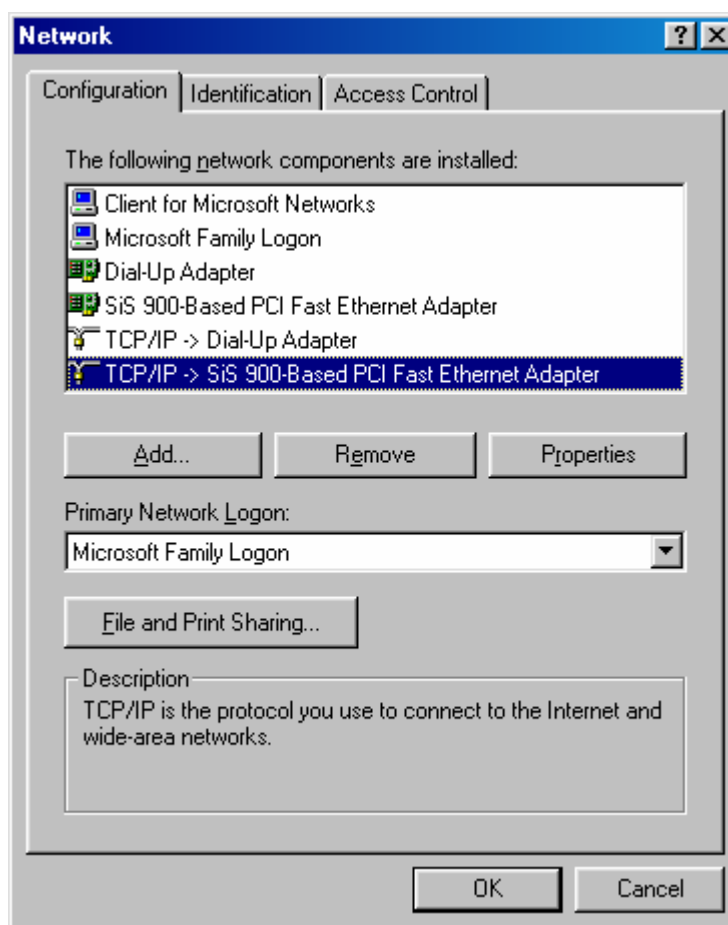 Network
Configuration Identification Access Control
The following network components are installed:
Client for Microsoft Networks
Microsoft Family Logon
Dial-Up Adapter
SiS 900-Based PCI Fast Ethernet Adapter
TCP/IP -> Dial-Up Adapter
TCP/IP -> SiS 900-Based PCI Fast Ethernet Adapter
Add... Remove Properties
Primary Network Logon:
Microsoft Family Logon
File and Print Sharing...
Description
TCP/IP is the protocol you use to connect to the Internet and
wide-area networks.
OK Cancel